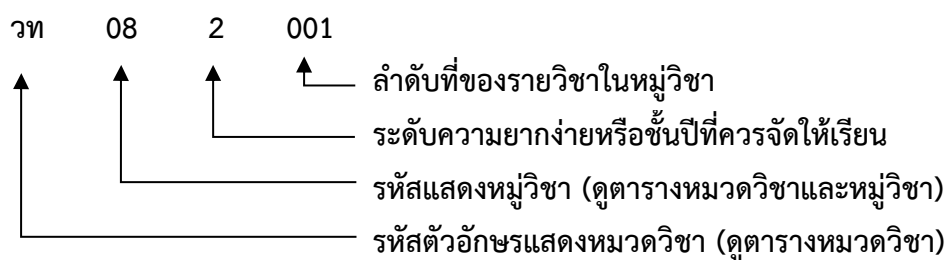 วท 08 2 001
ลำดับที่ของรายวิชาในหมู่วิชา
ระดับความยากง่ายหรือชั้นปีที่ควรจัดให้เรียน
รหัสแสดงหมู่วิชา (ดูตารางหมวดวิชาและหมู่วิชา)
รหัสตัวอักษรแสดงหมวดวิชา (ดูตารางหมวดวิชา)